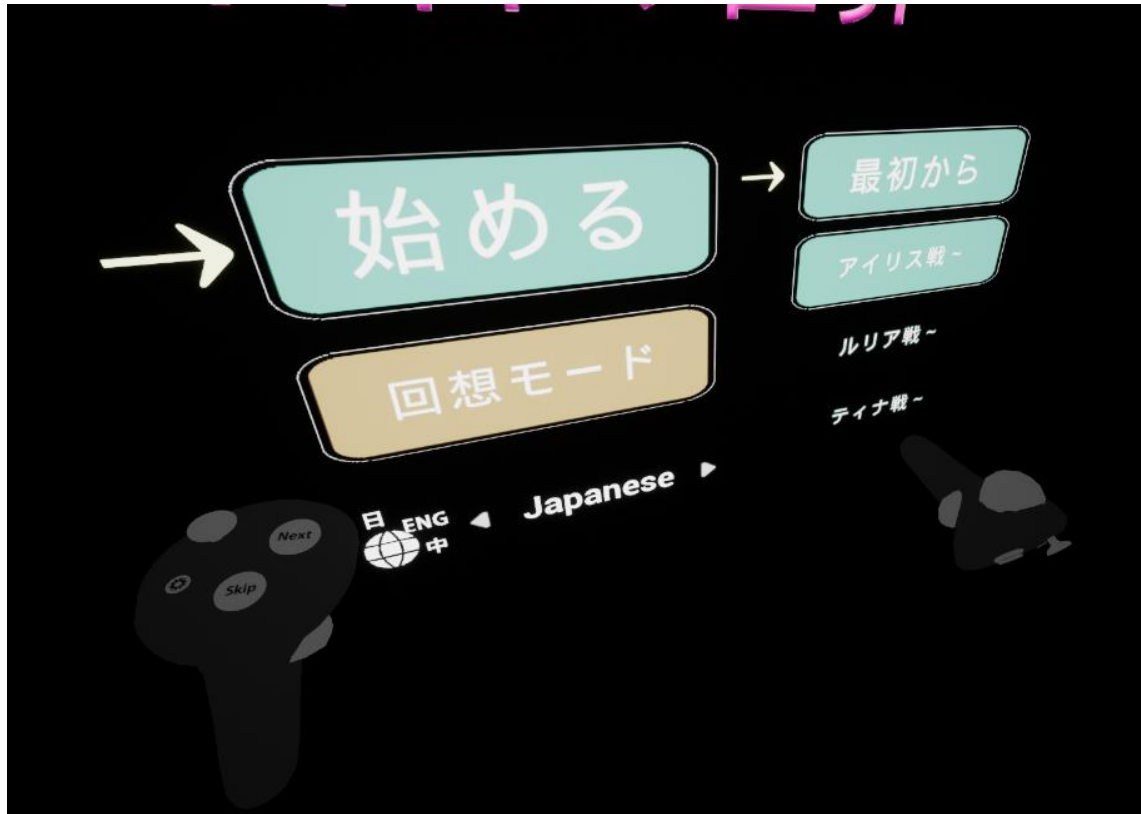 始める
回想モード
日 ENG 中
Japanese
最初から
アイリス戦~
ルリア戦~
ティナ戦~
Next
Skip